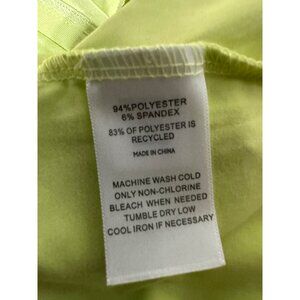 94%POLYESTER
6% SPANDEX
83% OF POLYESTER IS
RECYCLED
MADE IN CHINA
MACHINE WASH COLD
ONLY NON-CHLORINE
BLEACH WHEN NEEDED
TUMBLE DRY LOW
COOL IRON IF NECESSARY